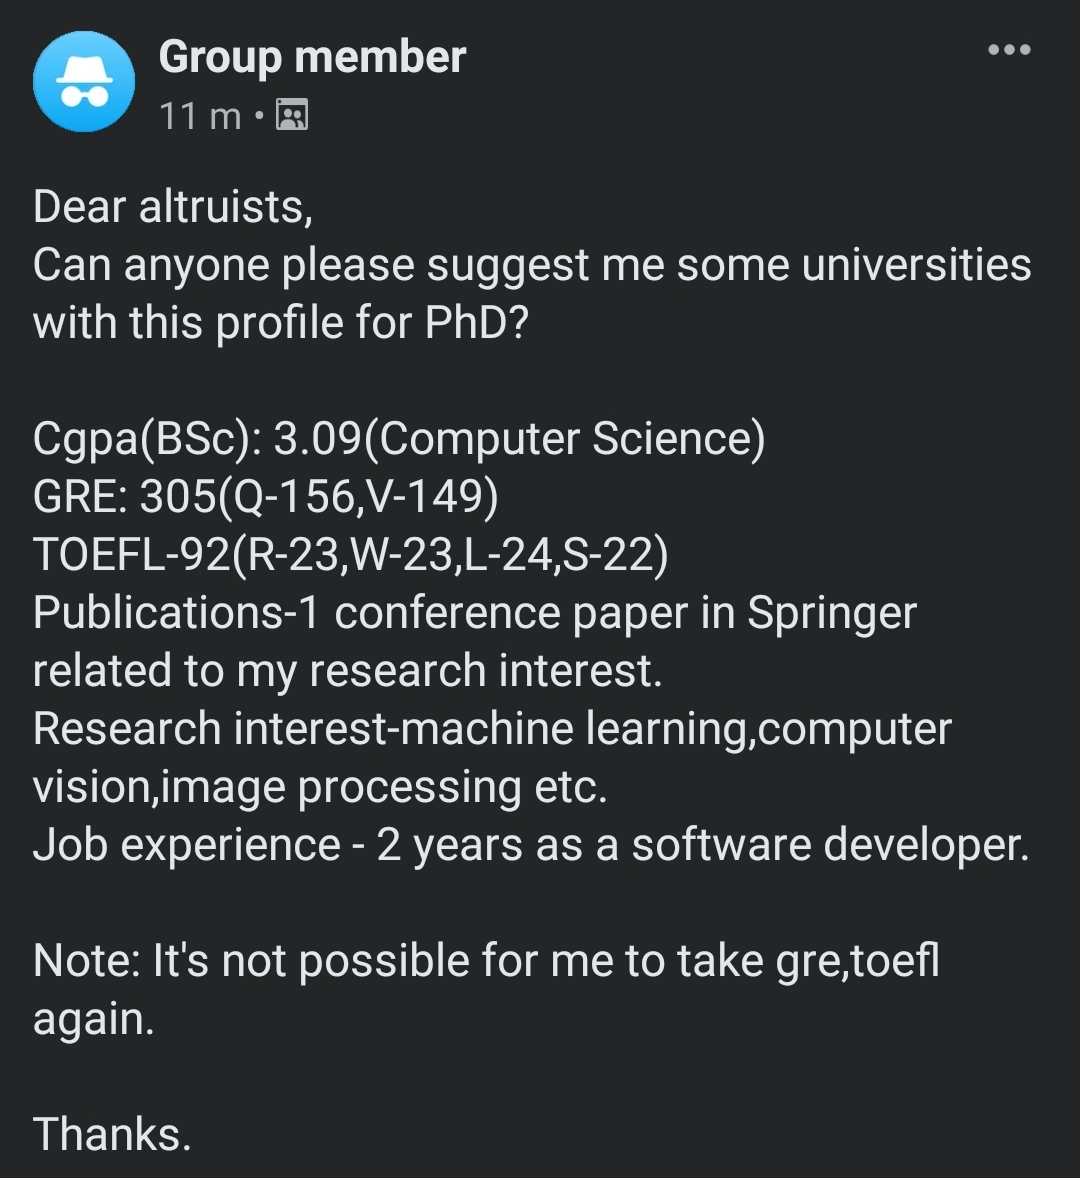 Group member
11 m •
Dear altruists,
Can anyone please suggest me some universities
with this profile for PhD?
Cgpa(BSc): 3.09(Computer Science)
GRE: 305(Q-156,V-149)
TOEFL-92(R-23,W-23,L-24,S-22)
Publications-1 conference paper in Springer
related to my research interest.
Research interest-machine learning,computer
vision,image processing etc.
Job experience - 2 years as a software developer.
Note: It's not possible for me to take gre,toefl
again.
Thanks.